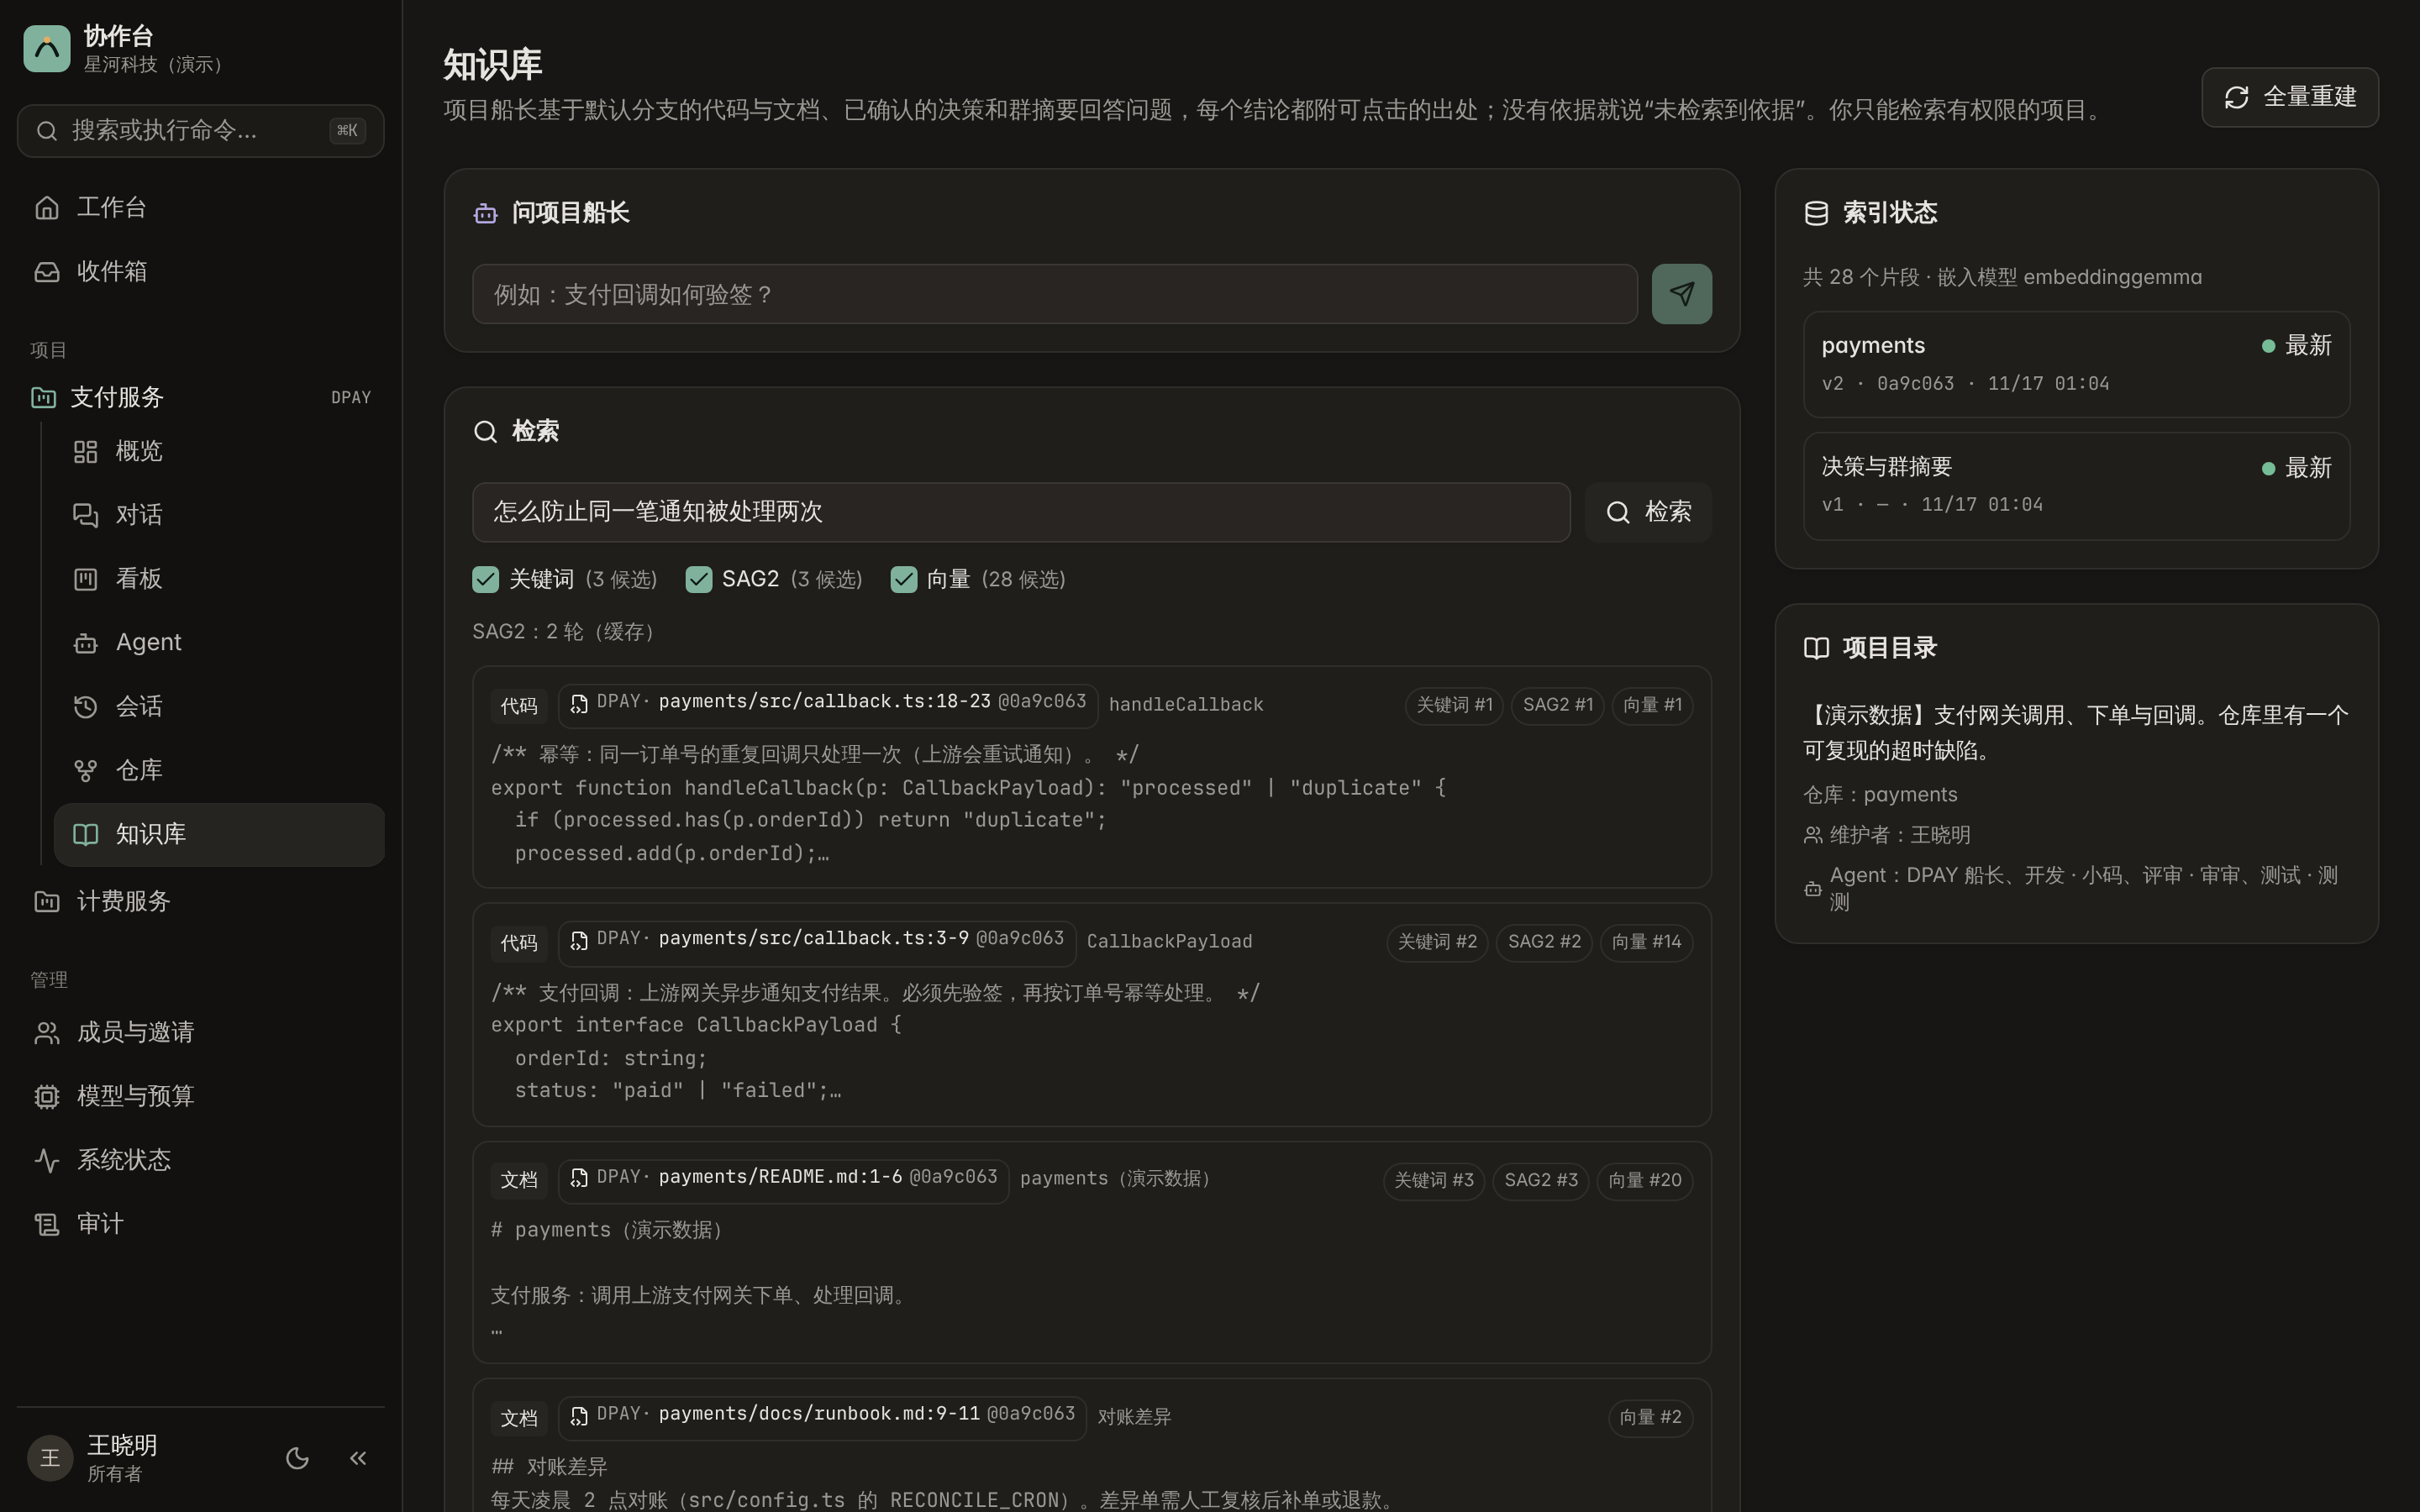 协作台
星河科技（演示）
搜索或执行命令...
⌘K
工作台
收件箱
项目
支付服务
DPAY
概览
对话
看板
Agent
会话
仓库
知识库
计费服务
管理
成员与邀请
模型与预算
系统状态
审计
王
王晓明
所有者
知识库
项目船长基于默认分支的代码与文档、已确认的决策和群摘要回答问题，每个结论都附可点击的出处；没有依据就说“未检索到依据”。你只能检索有权限的项目。
全量重建
问项目船长
例如：支付回调如何验签？
检索
怎么防止同一笔通知被处理两次
检索
关键词 (3 候选) SAG2 (3 候选) 向量 (28 候选)
SAG2：2 轮（缓存）
代码 DPAY· payments/src/callback.ts:18-23 @0a9c063 handleCallback 关键词 #1 SAG2 #1 向量 #1
/** 幂等：同一订单号的重复回调只处理一次（上游会重试通知）。 */
export function handleCallback(p: CallbackPayload): "processed" | "duplicate" {
  if (processed.has(p.orderId)) return "duplicate";
  processed.add(p.orderId);…
代码 DPAY· payments/src/callback.ts:3-9 @0a9c063 CallbackPayload 关键词 #2 SAG2 #2 向量 #14
/** 支付回调：上游网关异步通知支付结果。必须先验签，再按订单号幂等处理。 */
export interface CallbackPayload {
  orderId: string;
  status: "paid" | "failed";…
文档 DPAY· payments/README.md:1-6 @0a9c063 payments（演示数据） 关键词 #3 SAG2 #3 向量 #20
# payments（演示数据）
支付服务：调用上游支付网关下单、处理回调。
…
文档 DPAY· payments/docs/runbook.md:9-11 @0a9c063 对账差异 向量 #2
## 对账差异
每天凌晨 2 点对账（src/config.ts 的 RECONCILE_CRON）。差异单需人工复核后补单或退款。
索引状态
共 28 个片段 · 嵌入模型 embeddinggemma
payments
最新
v2 · 0a9c063 · 11/17 01:04
决策与群摘要
最新
v1 · — · 11/17 01:04
项目目录
【演示数据】支付网关调用、下单与回调。仓库里有一个
可复现的超时缺陷。
仓库：payments
维护者：王晓明
Agent：DPAY 船长、开发 · 小码、评审 · 审审、测试 · 测
测